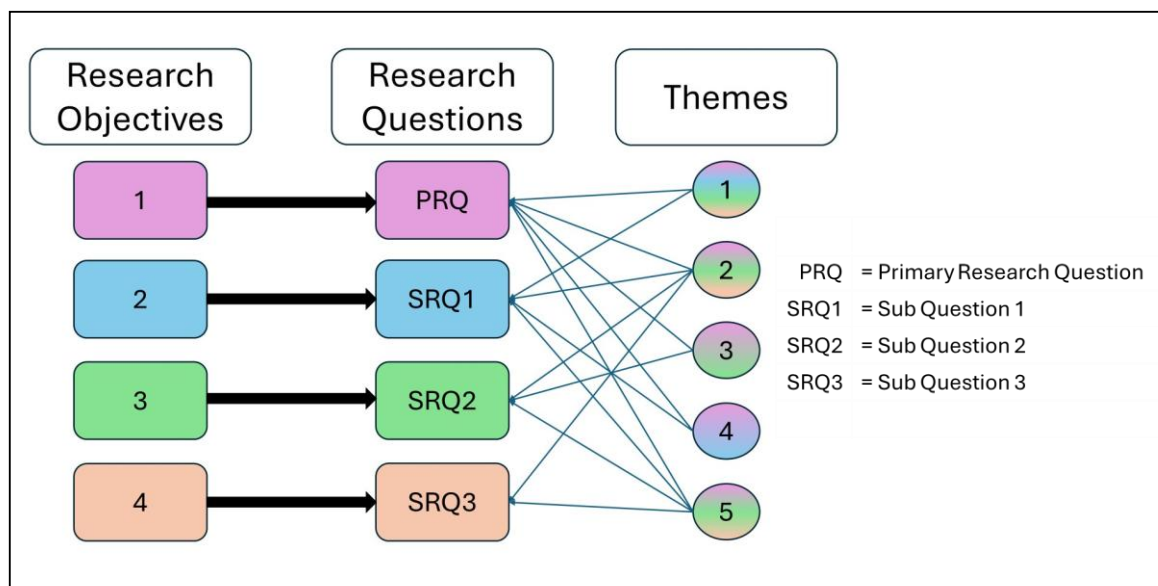 Research
Objectives
Research
Questions
Themes
1
PRQ
1
2
SRQ1
2
3
SRQ2
3
4
SRQ3
4
5
PRQ = Primary Research Question
SRQ1 = Sub Question 1
SRQ2 = Sub Question 2
SRQ3 = Sub Question 3